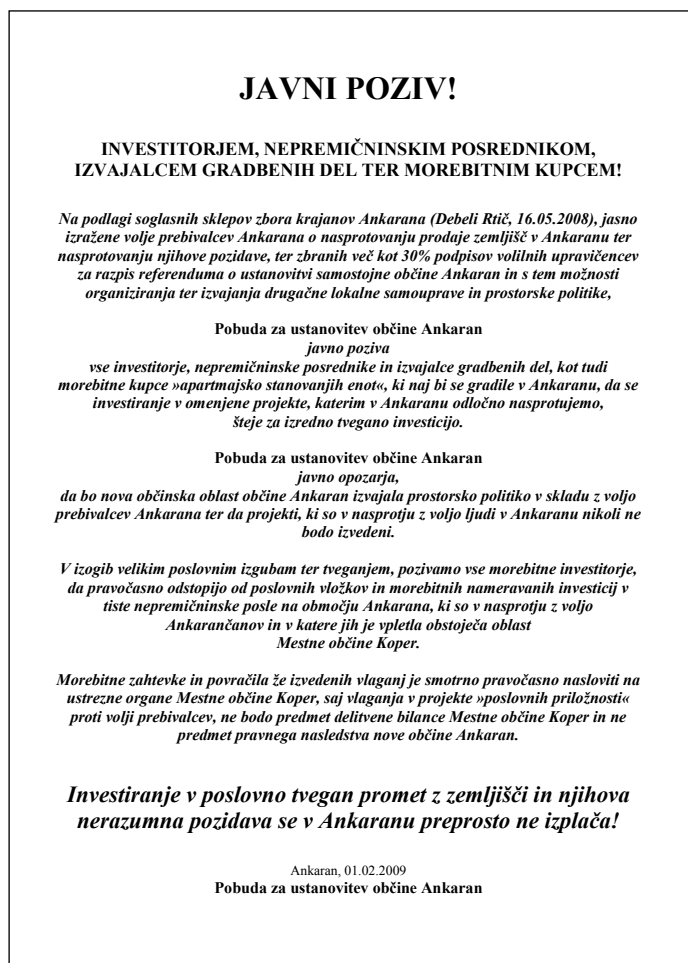 JAVNI POZIV!
INVESTITORJEM, NEPREMIČNINSKIM POSREDNIKOM,
IZVAJALCEM GRADBENIH DEL TER MOREBITNIM KUPCEM!
Na podlagi soglasnih sklepov zbora krajanov Ankarana (Debeli Rtič, 16.05.2008), jasno
izražene volje prebivalcev Ankarana o nasprotovanju prodaje zemljišč v Ankaranu ter
nasprotovanju njihove pozidave, ter zbranih več kot 30% podpisov volilnih upravičencev
za razpis referenduma o ustanovitvi samostojne občine Ankaran in s tem možnosti
organiziranja ter izvajanja drugačne lokalne samouprave in prostorske politike,
Pobuda za ustanovitev občine Ankaran
javno poziva
vse investitorje, nepremičninske posrednike in izvajalce gradbenih del, kot tudi
morebitne kupce »apartmajsko stanovanjih enot«, ki naj bi se gradile v Ankaranu, da se
investiranje v omenjene projekte, katerim v Ankaranu odločno nasprotujemo,
šteje za izredno tvegano investicijo.
Pobuda za ustanovitev občine Ankaran
javno opozarja,
da bo nova občinska oblast občine Ankaran izvajala prostorsko politiko v skladu z voljo
prebivalcev Ankarana ter da projekti, ki so v nasprotju z voljo ljudi v Ankaranu nikoli ne
bodo izvedeni.
V izogib velikim poslovnim izgubam ter tveganjem, pozivamo vse morebitne investitorje,
da pravočasno odstopijo od poslovnih vložkov in morebitnih nameravanih investicij v
tiste nepremičninske posle na območju Ankarana, ki so v nasprotju z voljo
Ankarančanov in v katere jih je vpletla obstoječa oblast
Mestne občine Koper.
Morebitne zahtevke in povračila že izvedenih vlaganj je smotrno pravočasno nasloviti na
ustrezne organe Mestne občine Koper, saj vlaganja v projekte »poslovnih priložnosti«
proti volji prebivalcev, ne bodo predmet delitvene bilance Mestne občine Koper in ne
predmet pravnega nasledstva nove občine Ankaran.
Investiranje v poslovno tvegan promet z zemljišči in njihova
nerazumna pozidava se v Ankaranu preprosto ne izplača!
Ankaran, 01.02.2009
Pobuda za ustanovitev občine Ankaran